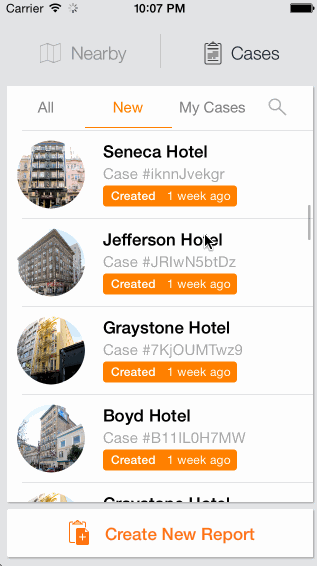 Carrier 10:07 PM
Nearby Cases
All New My Cases
Seneca Hotel
Case #iknnJvekgr
Created 1 week ago
Jefferson Hotel
Case #JRIwN5btDz
Created 1 week ago
Graystone Hotel
Case #7KjOUMTwz9
Created 1 week ago
Boyd Hotel
Case #B11IL0H7MW
Created 1 week ago
Graystone Hotel
Create New Report